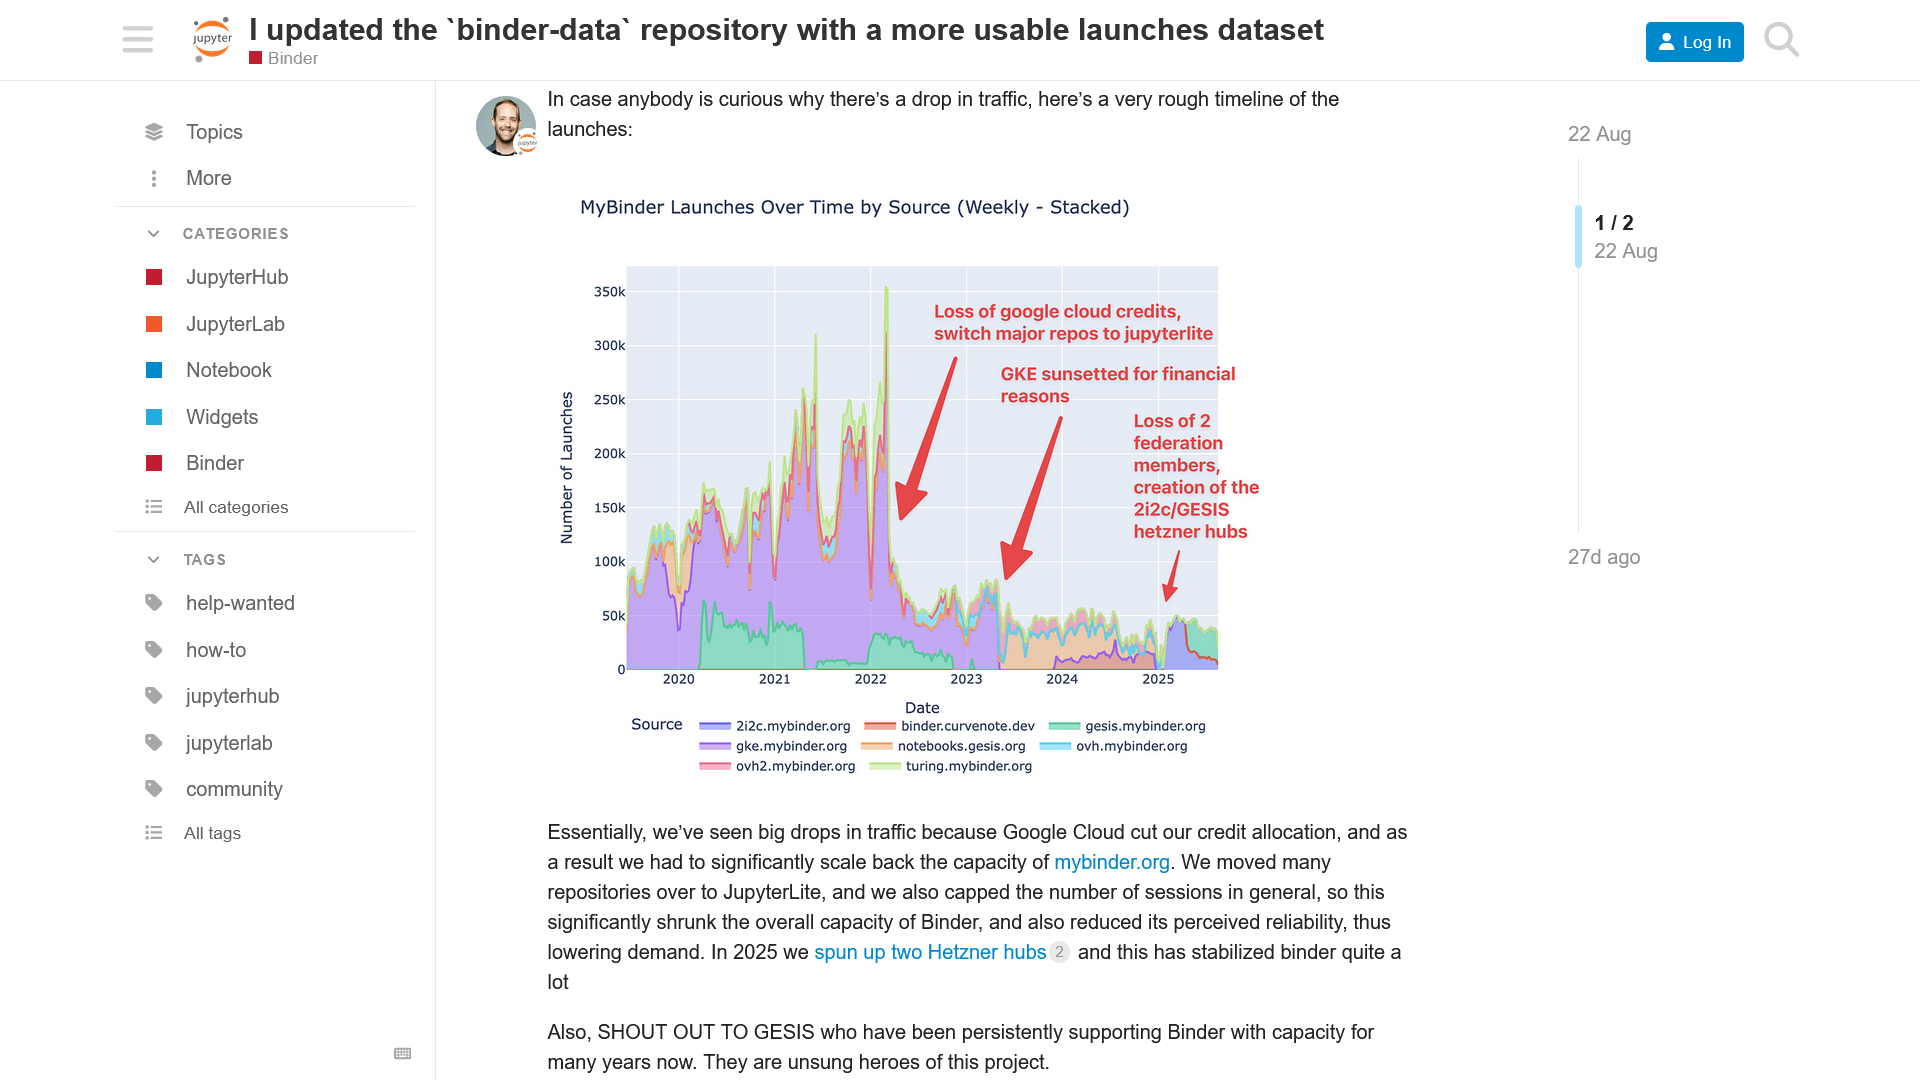 jupyter
I updated the `binder-data` repository with a more usable launches dataset
Binder
Log In
Topics
More
CATEGORIES
JupyterHub
JupyterLab
Notebook
Widgets
Binder
All categories
TAGS
help-wanted
how-to
jupyterhub
jupyterlab
community
All tags
In case anybody is curious why there’s a drop in traffic, here’s a very rough timeline of the
launches:
jupyter
MyBinder Launches Over Time by Source (Weekly - Stacked)
Number of Launches
350k
300k
250k
200k
150k
100k
50k
0
Loss of google cloud credits,
switch major repos to jupyterlite
GKE sunsetted for financial
reasons
Loss of 2
federation
members,
creation of the
2i2c/GESIS
hetzner hubs
2020
2021
2022
2023
2024
2025
Date
Source
2i2c.mybinder.org
binder.curvenote.dev
gesis.mybinder.org
gke.mybinder.org
notebooks.gesis.org
ovh.mybinder.org
ovh2.mybinder.org
turing.mybinder.org
Essentially, we’ve seen big drops in traffic because Google Cloud cut our credit allocation, and as
a result we had to significantly scale back the capacity of mybinder.org. We moved many
repositories over to JupyterLite, and we also capped the number of sessions in general, so this
significantly shrunk the overall capacity of Binder, and also reduced its perceived reliability, thus
lowering demand. In 2025 we spun up two Hetzner hubs 2 and this has stabilized binder quite a
lot
Also, SHOUT OUT TO GESIS who have been persistently supporting Binder with capacity for
many years now. They are unsung heroes of this project.
22 Aug
1 / 2
22 Aug
27d ago